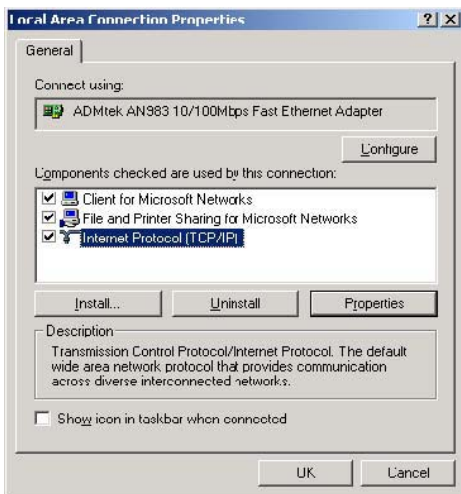 Local Area Connection Properties
General
Connect using:
ADMtek AN983 10/100Mbps Fast Ethernet Adapter
Configure
Components checked are used by this connection:
Client for Microsoft Networks
File and Printer Sharing for Microsoft Networks
Internet Protocol (TCP/IP)
Install... Uninstall Properties
Description
Transmission Control Protocol/Internet Protocol. The default
wide area network protocol that provides communication
across diverse interconnected networks.
Show icon in taskbar when connected
OK Cancel